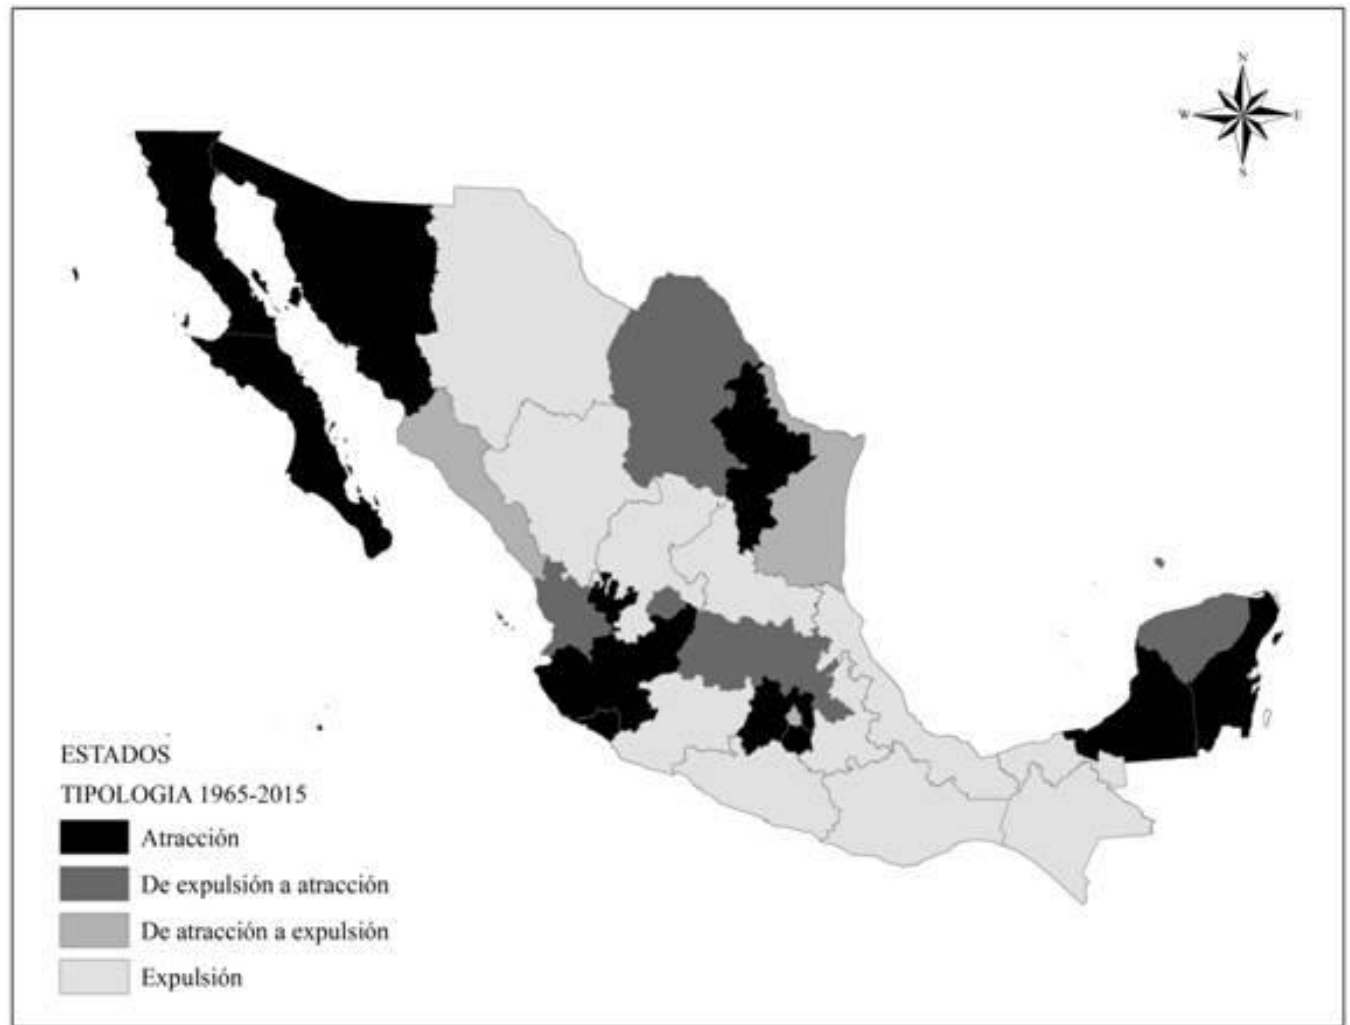 N
W E
S
ESTADOS
TIPOLOGIA 1965-2015
Atracción
De expulsión a atracción
De atracción a expulsión
Expulsión